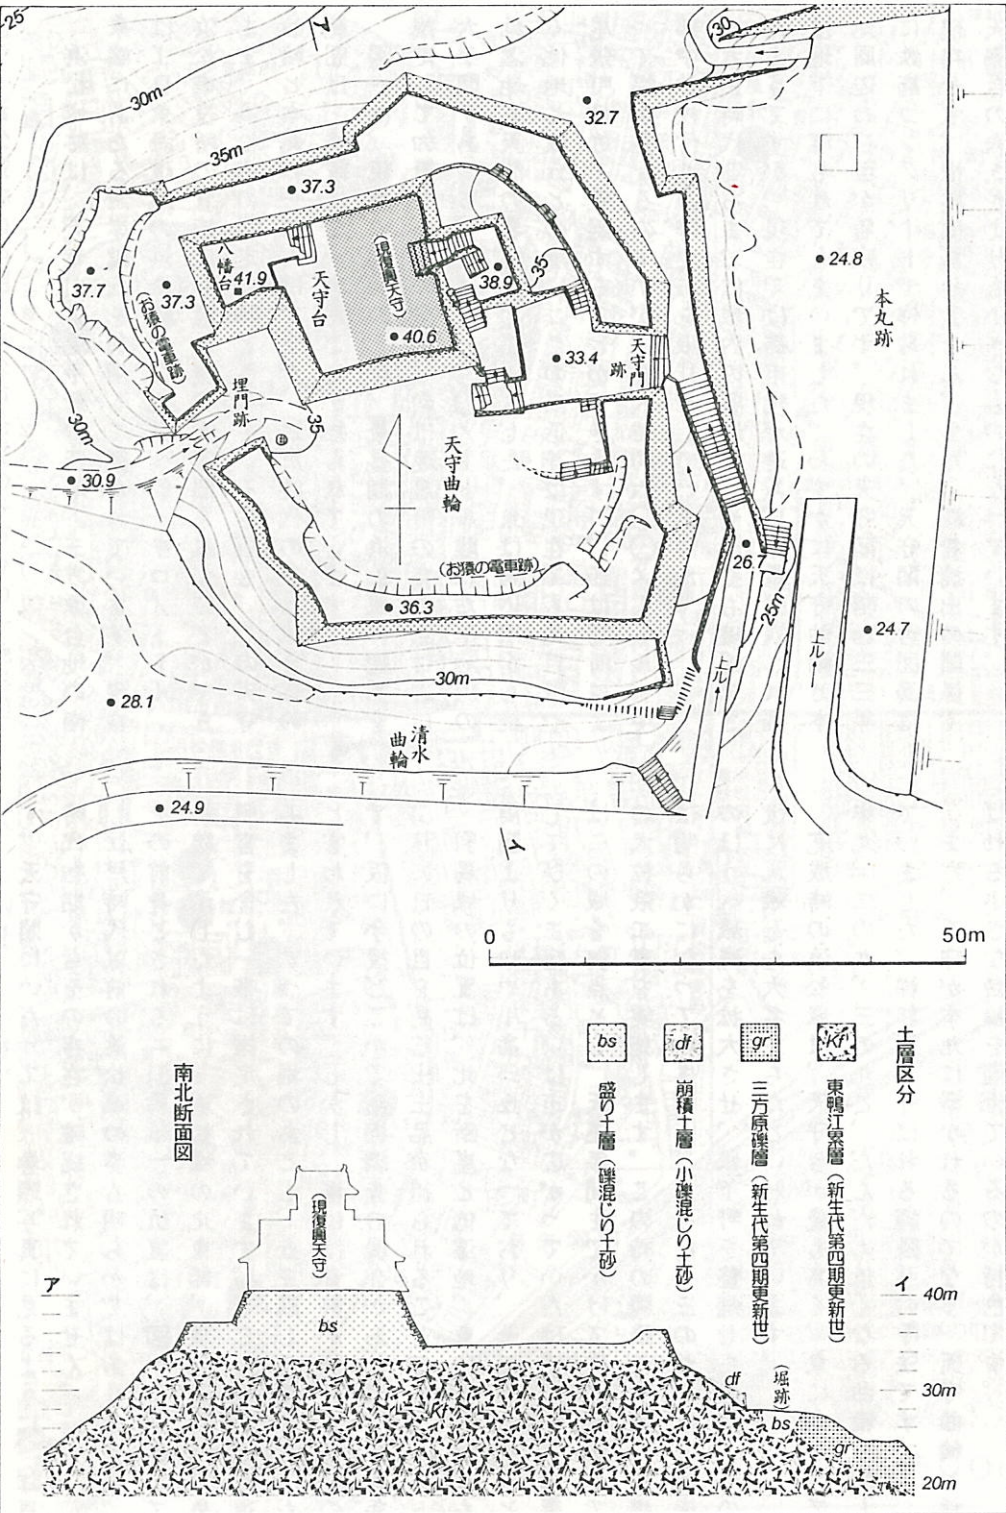 25
30m
35m
37.3
37.7
37.3
(お猿の電車跡)
八幡台
41.9
天守台
(現復興天守)
40.6
38.9
35
33.4
天守門跡
32.7
30
24.8
本丸跡
埋門跡
35
30m
30.9
天守曲輪
(お猿の電車跡)
36.3
26.7
25m
24.7
上ル
上ル
30m
28.1
清水曲輪
24.9
ア
イ
0
50m
土層区分
Kf 東鴨江累層(新生代第四期更新世)
gr 三方原礫層(新生代第四期更新世)
df 崩積土層(小礫混じり土砂)
bs 盛り土層(礫混じり土砂)
南北断面図
(現復興天守)
ア
イ
40m
bs
Kf
df
(堀跡)
30m
bs
gr
20m